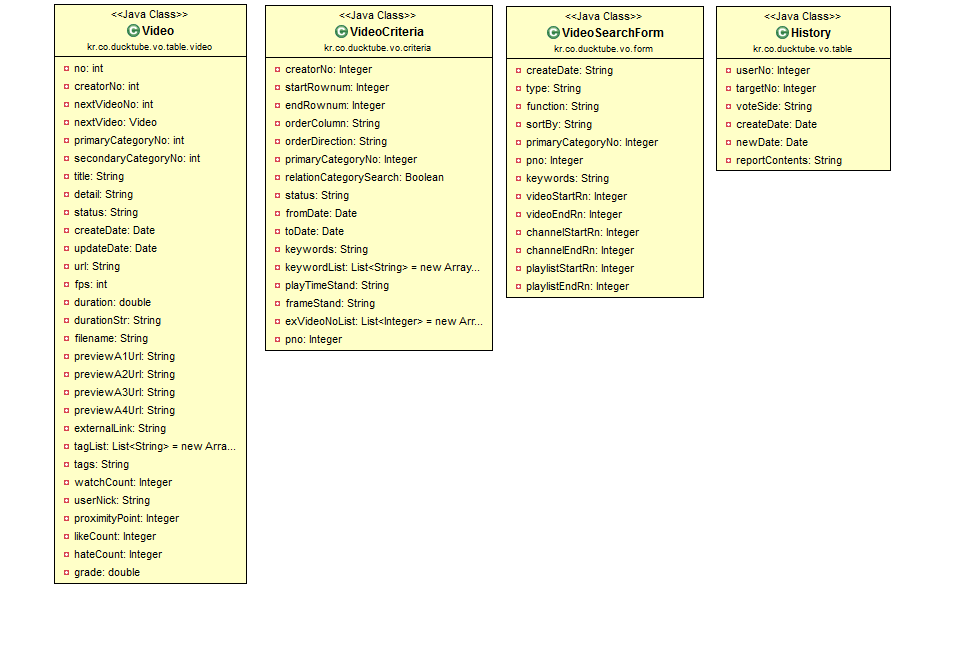 <<Java Class>>
Video
kr.co.ducktube.vo.table.video
no: int
creatorNo: int
nextVideoNo: int
nextVideo: Video
primaryCategoryNo: int
secondaryCategoryNo: int
title: String
detail: String
status: String
createDate: Date
updateDate: Date
url: String
fps: int
duration: double
durationStr: String
filename: String
previewA1Url: String
previewA2Url: String
previewA3Url: String
previewA4Url: String
externalLink: String
tagList: List<String> = new Arra...
tags: String
watchCount: Integer
userNick: String
proximityPoint: Integer
likeCount: Integer
hateCount: Integer
grade: double
<<Java Class>>
VideoCriteria
kr.co.ducktube.vo.criteria
creatorNo: Integer
startRownum: Integer
endRownum: Integer
orderColumn: String
orderDirection: String
primaryCategoryNo: Integer
relationCategorySearch: Boolean
status: String
fromDate: Date
toDate: Date
keywords: String
keywordList: List<String> = new Array...
playTimeStand: String
frameStand: String
exVideoNoList: List<Integer> = new Arr...
pno: Integer
<<Java Class>>
VideoSearchForm
kr.co.ducktube.vo.form
createDate: String
type: String
function: String
sortBy: String
primaryCategoryNo: Integer
pno: Integer
keywords: String
videoStartRn: Integer
videoEndRn: Integer
channelStartRn: Integer
channelEndRn: Integer
playlistStartRn: Integer
playlistEndRn: Integer
<<Java Class>>
History
kr.co.ducktube.vo.table
userNo: Integer
targetNo: Integer
voteSide: String
createDate: Date
newDate: Date
reportContents: String